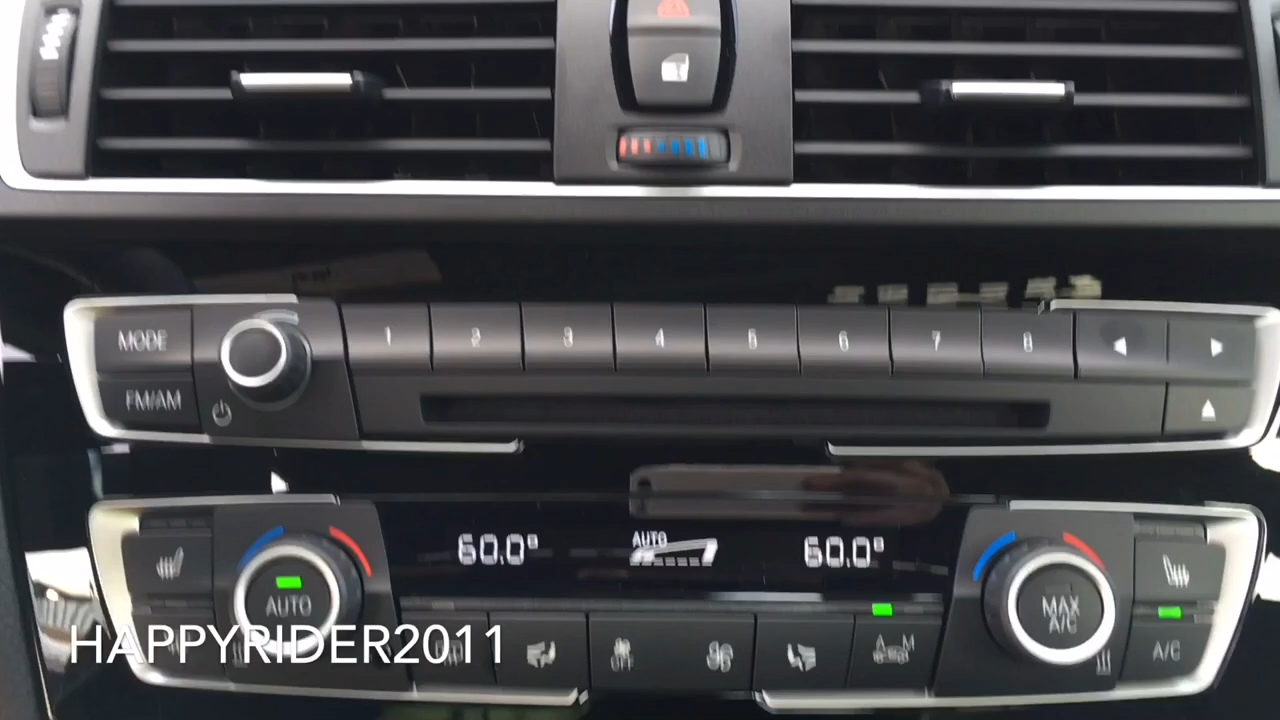 MODE 1 2 3 4 5 6 7 8
FM/AM
AUTO
60.0° 60.0°
AUTO MAX A/C
OFF A M A/C
HAPPYRIDER2011